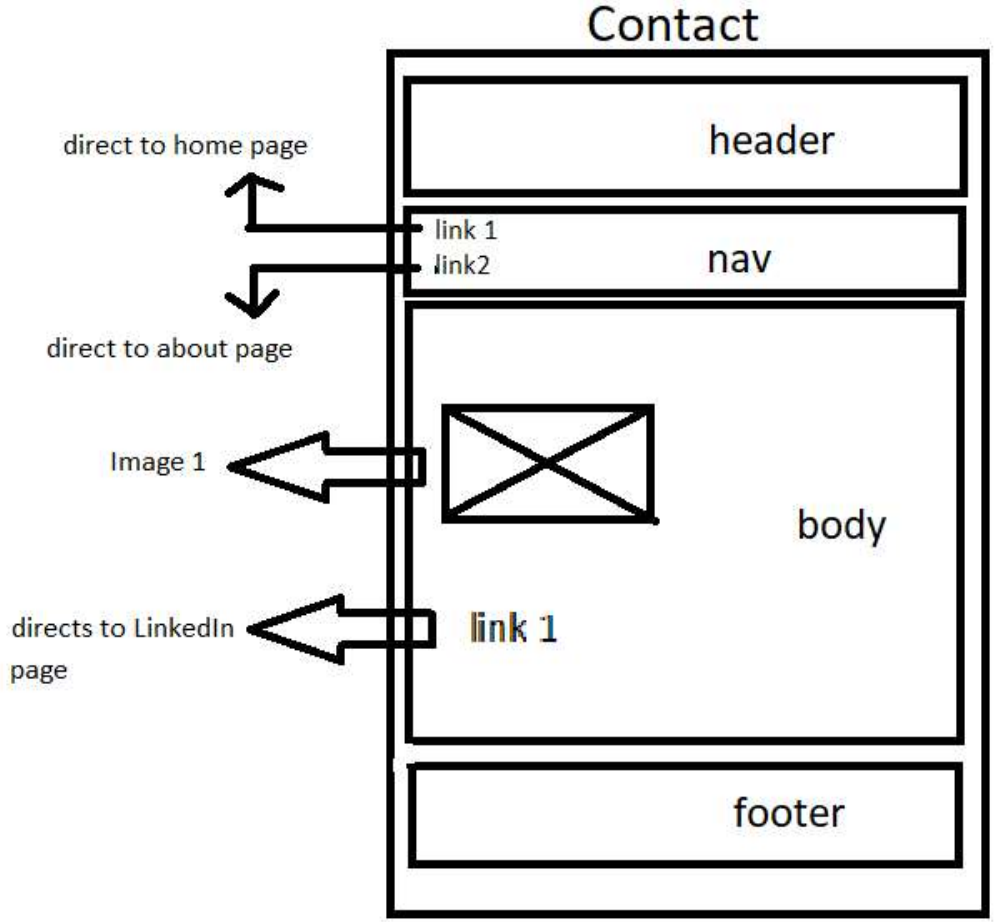 Contact
header
direct to home page
link 1
link2
nav
direct to about page
Image 1
body
directs to LinkedIn
page
link 1
footer